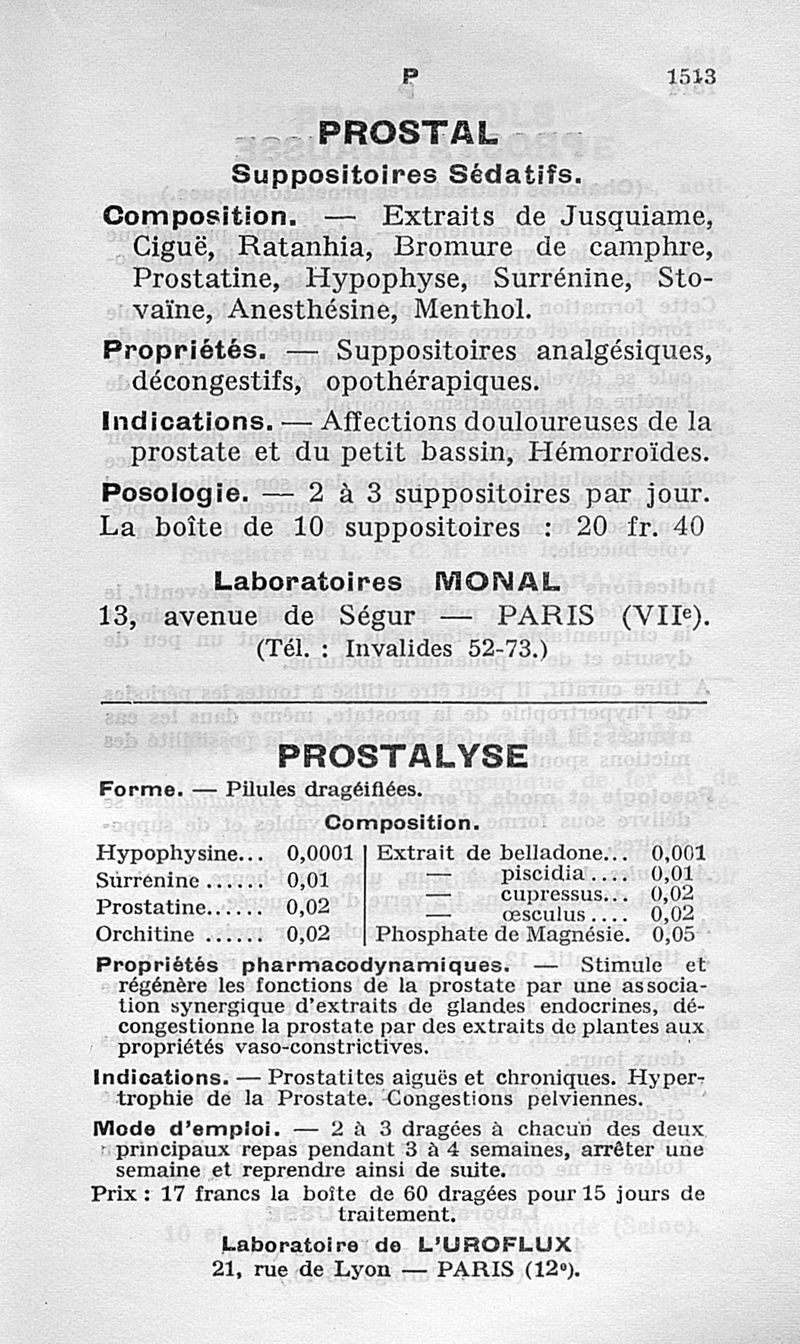 P 1513
PROSTAL
Suppositoires Sédatifs.
Composition. — Extraits de Jusquiame,
Ciguë, Ratanhia, Bromure de camphre,
Prostatine, Hypophyse, Surrénine, Sto-
vaïne, Anesthésine, Menthol.
Propriétés. — Suppositoires analgésiques,
décongestifs, opothérapiques.
Indications. — Affections douloureuses de la
prostate et du petit bassin, Hémorroïdes.
Posologie. — 2 à 3 suppositoires par jour.
La boîte de 10 suppositoires : 20 fr. 40
Laboratoires MONAL
13, avenue de Ségur — PARIS (VIIe).
(Tél. : Invalides 52-73.)
PROSTALYSE
Forme. — Pilules dragéifiées.
Composition.
Hypophysine... 0,0001
Surrénine ...... 0,01
Prostatine...... 0,02
Orchitine ...... 0,02
Extrait de belladone... 0,001
— piscidia ..... 0,01
— cupressus... 0,02
— œsculus .... 0,02
Phosphate de Magnésie. 0,05
Propriétés pharmacodynamiques. — Stimule et
régénère les fonctions de la prostate par une associa-
tion synergique d'extraits de glandes endocrines, dé-
congestionne la prostate par des extraits de plantes aux
propriétés vaso-constrictives.
Indications. — Prostatites aiguës et chroniques. Hyper-
trophie de la Prostate. Congestions pelviennes.
Mode d'emploi. — 2 à 3 dragées à chacun des deux
principaux repas pendant 3 à 4 semaines, arrêter une
semaine et reprendre ainsi de suite.
Prix : 17 francs la boîte de 60 dragées pour 15 jours de
traitement.
Laboratoire de L'UROFLUX
21, rue de Lyon — PARIS (12e).